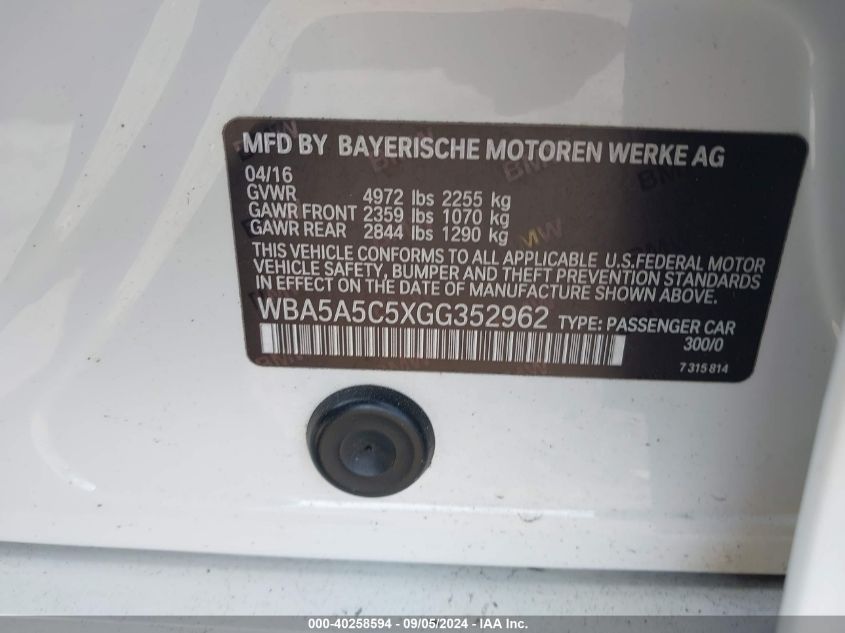 MFD BY BAYERISCHE MOTOREN WERKE AG
04/16
GVWR 4972 lbs 2255 kg
GAWR FRONT 2359 lbs 1070 kg
GAWR REAR 2844 lbs 1290 kg
THIS VEHICLE CONFORMS TO ALL APPLICABLE U.S.FEDERAL MOTOR
VEHICLE SAFETY, BUMPER AND THEFT PREVENTION STANDARDS
IN EFFECT ON THE DATE OF MANUFACTURE SHOWN ABOVE.
WBA5A5C5XGG352962 TYPE: PASSENGER CAR
300/0
7 315 814
000-40258594 - 09/05/2024 - IAA Inc.